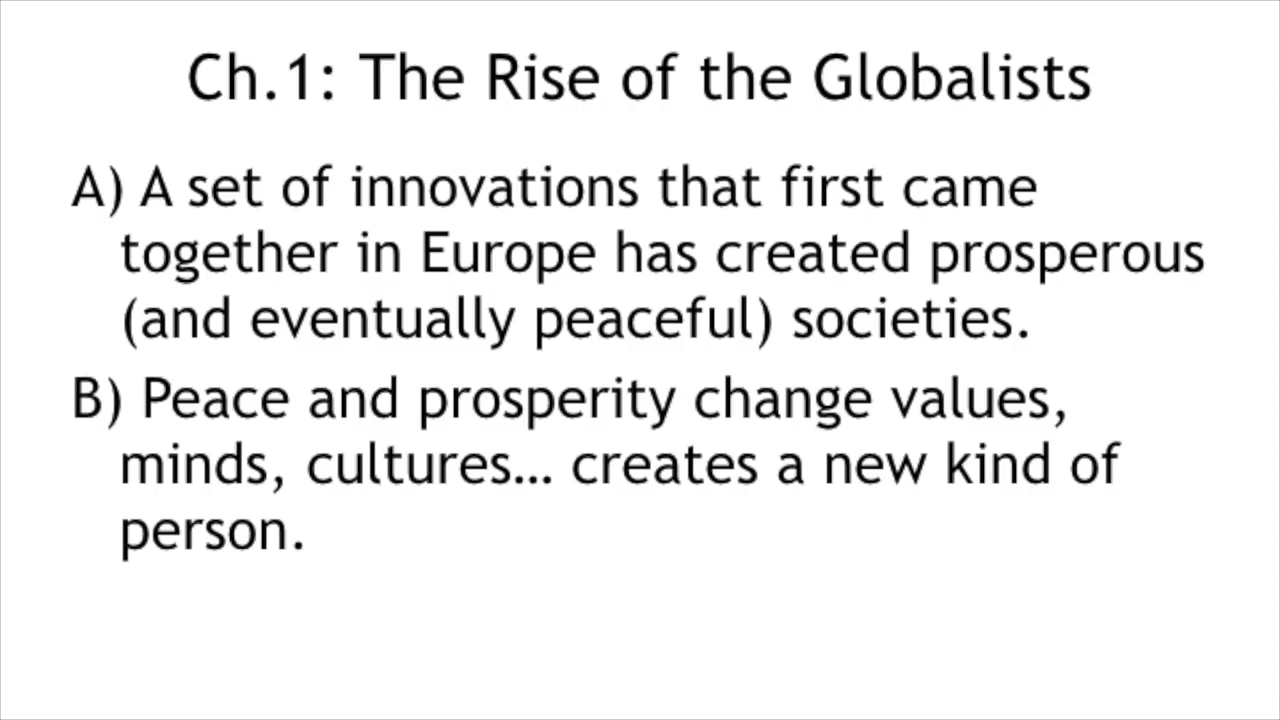 Ch.1: The Rise of the Globalists
A) A set of innovations that first came
together in Europe has created prosperous
(and eventually peaceful) societies.
B) Peace and prosperity change values,
minds, cultures… creates a new kind of
person.